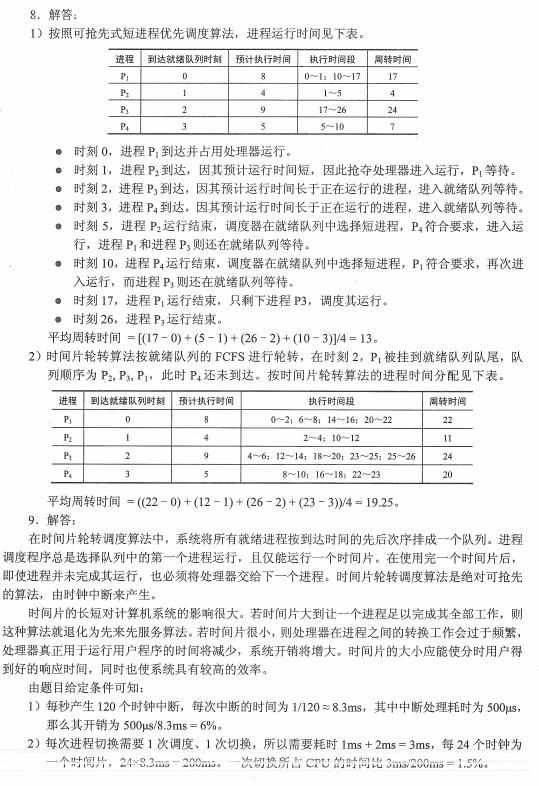 8．解答：
1）按照可抢先式短进程优先调度算法，进程运行时间见下表。
进程 到达就绪队列时刻 预计执行时间 执行时间段 周转时间
P₁ 0 8 0～1；10～17 17
P₂ 1 4 1～5 4
P₃ 2 9 17～26 24
P₄ 3 5 5～10 7
● 时刻 0，进程 P₁ 到达并占用处理器运行。
● 时刻 1，进程 P₂ 到达，因其预计运行时间短，因此抢夺处理器进入运行，P₁ 等待。
● 时刻 2，进程 P₃ 到达，因其预计运行时间长于正在运行的进程，进入就绪队列等待。
● 时刻 3，进程 P₄ 到达，因其预计运行时间长于正在运行的进程，进入就绪队列等待。
● 时刻 5，进程 P₂ 运行结束，调度器在就绪队列中选择短进程，P₄ 符合要求，进入运
行，进程 P₁ 和进程 P₃ 则还在就绪队列等待。
● 时刻 10，进程 P₄ 运行结束，调度器在就绪队列中选择短进程，P₁ 符合要求，再次进
入运行，而进程 P₃ 则还在就绪队列等待。
● 时刻 17，进程 P₁ 运行结束，只剩下进程 P3，调度其运行。
● 时刻 26，进程 P₃ 运行结束。
平均周转时间 = [(17 − 0) + (5 − 1) + (26 − 2) + (10 − 3)]/4 = 13。
2）时间片轮转算法按就绪队列的 FCFS 进行轮转，在时刻 2，P₁ 被挂到就绪队列队尾，队
列顺序为 P₂, P₃, P₁，此时 P₄ 还未到达。按时间片轮转算法的进程时间分配见下表。
进程 到达就绪队列时刻 预计执行时间 执行时间段 周转时间
P₁ 0 8 0～2；6～8；14～16；20～22 22
P₂ 1 4 2～4；10～12 11
P₃ 2 9 4～6；12～14；18～20；23～25；25～26 24
P₄ 3 5 8～10；16～18；22～23 20
平均周转时间 = ((22 − 0) + (12 − 1) + (26 − 2) + (23 − 3))/4 = 19.25。
9．解答：
在时间片轮转调度算法中，系统将所有就绪进程按到达时间的先后次序排成一个队列。进程
调度程序总是选择队列中的第一个进程运行，且仅能运行一个时间片。在使用完一个时间片后，
即使进程并未完成其运行，也必须将处理器交给下一个进程。时间片轮转调度算法是绝对可抢先
的算法，由时钟中断来产生。
时间片的长短对计算机系统的影响很大。若时间片大到让一个进程足以完成其全部工作，则
这种算法就退化为先来先服务算法。若时间片很小，则处理器在进程之间的转换工作会过于频繁，
处理器真正用于运行用户程序的时间将减少，系统开销将增大。时间片的大小应能使分时用户得
到好的响应时间，同时也使系统具有较高的效率。
由题目给定条件可知：
1）每秒产生 120 个时钟中断，每次中断的时间为 1/120 ≈ 8.3ms，其中中断处理耗时为 500μs，
那么其开销为 500μs/8.3ms = 6%。
2）每次进程切换需要 1 次调度、1 次切换，所以需要耗时 1ms + 2ms = 3ms，每 24 个时钟为
一个时间片，24×8.3ms = 200ms。一次切换所占 CPU 的时间比 3ms/200ms = 1.5%。